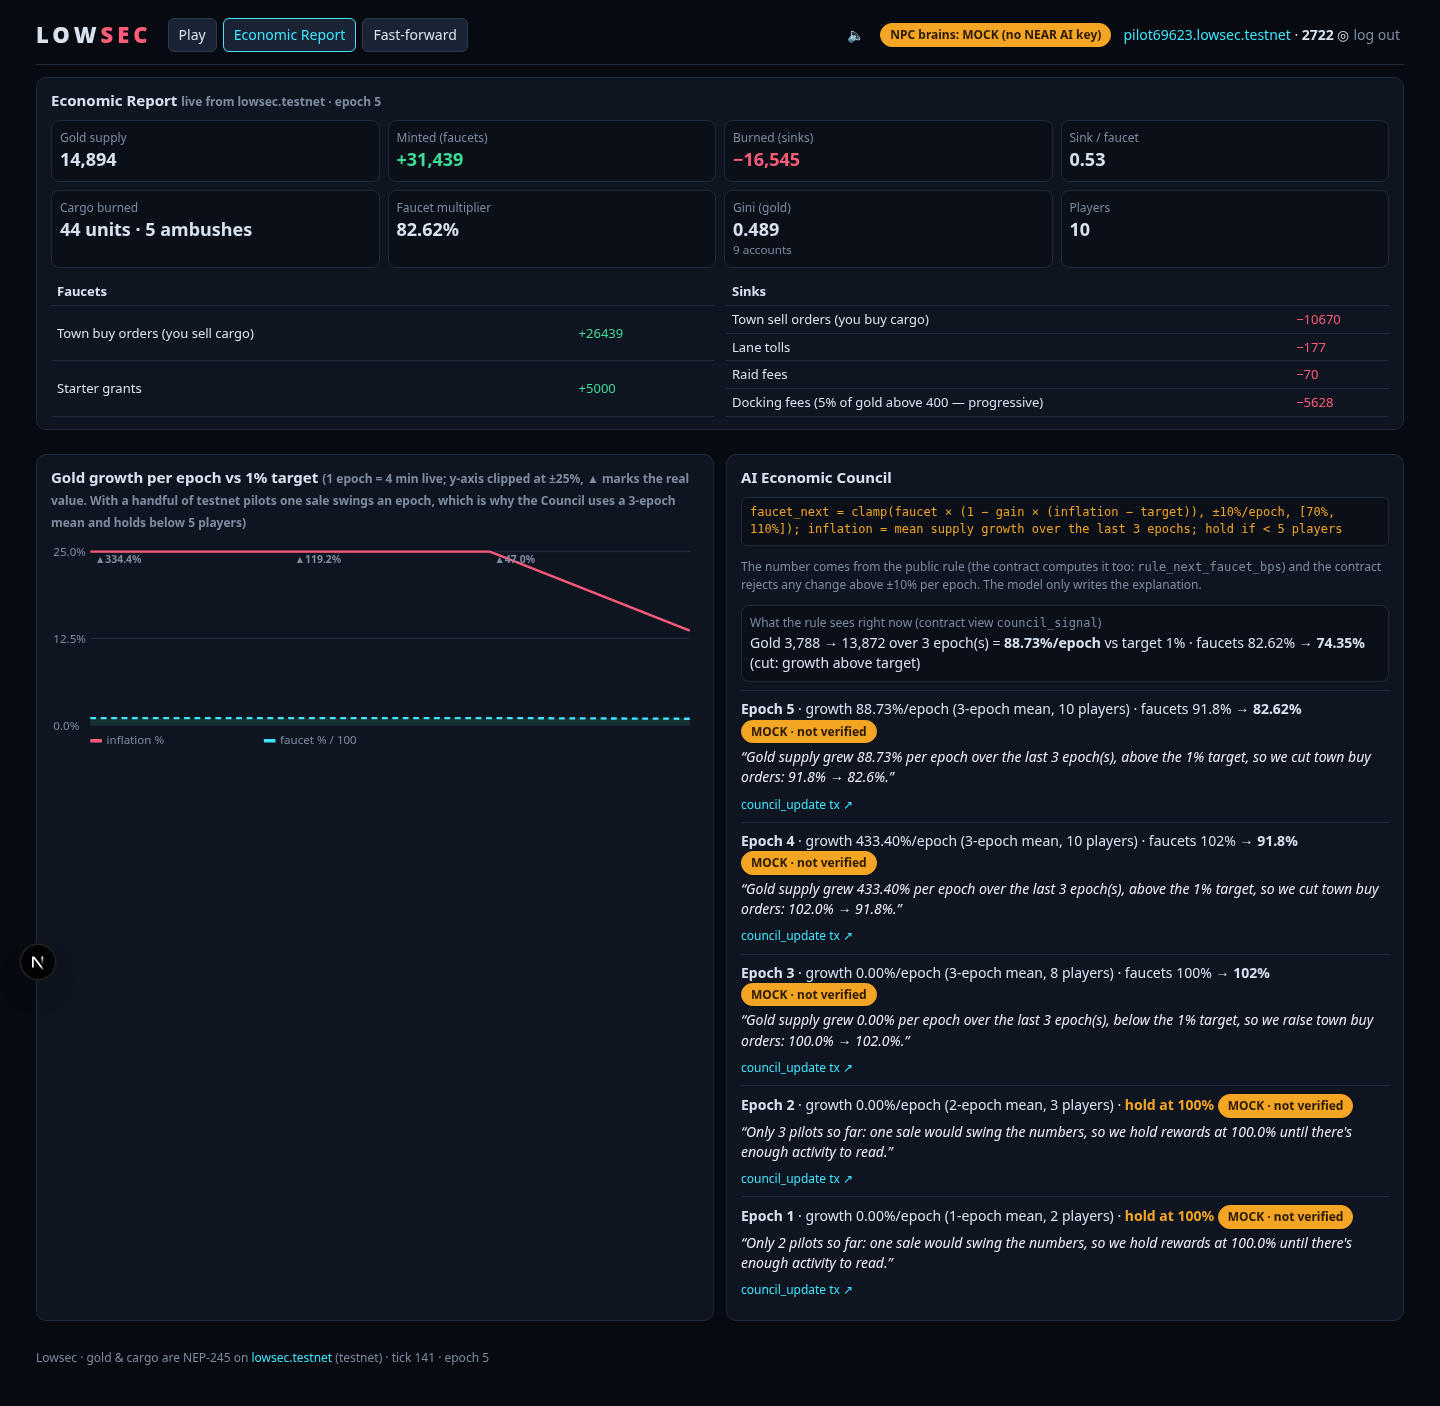 LOWSEC
Play
Economic Report
Fast-forward
NPC brains: MOCK (no NEAR AI key)
pilot69623.lowsec.testnet · 2722 ◎ log out
Economic Report live from lowsec.testnet · epoch 5
Gold supply
14,894
Minted (faucets)
+31,439
Burned (sinks)
−16,545
Sink / faucet
0.53
Cargo burned
44 units · 5 ambushes
Faucet multiplier
82.62%
Gini (gold)
0.489
9 accounts
Players
10
Faucets
Town buy orders (you sell cargo) +26439
Starter grants +5000
Sinks
Town sell orders (you buy cargo) −10670
Lane tolls −177
Raid fees −70
Docking fees (5% of gold above 400 — progressive) −5628
Gold growth per epoch vs 1% target (1 epoch = 4 min live; y-axis clipped at ±25%, ▲ marks the real
value. With a handful of testnet pilots one sale swings an epoch, which is why the Council uses a 3-epoch
mean and holds below 5 players)
25.0%
▲334.4%
▲119.2%
▲47.0%
12.5%
0.0%
inflation %
faucet % / 100
AI Economic Council
faucet_next = clamp(faucet × (1 − gain × (inflation − target)), ±10%/epoch, [70%,
110%]); inflation = mean supply growth over the last 3 epochs; hold if < 5 players
The number comes from the public rule (the contract computes it too: rule_next_faucet_bps) and the contract
rejects any change above ±10% per epoch. The model only writes the explanation.
What the rule sees right now (contract view council_signal)
Gold 3,788 → 13,872 over 3 epoch(s) = 88.73%/epoch vs target 1% · faucets 82.62% → 74.35%
(cut: growth above target)
Epoch 5 · growth 88.73%/epoch (3-epoch mean, 10 players) · faucets 91.8% → 82.62%
MOCK · not verified
“Gold supply grew 88.73% per epoch over the last 3 epoch(s), above the 1% target, so we cut town buy
orders: 91.8% → 82.6%.”
council_update tx ↗
Epoch 4 · growth 433.40%/epoch (3-epoch mean, 10 players) · faucets 102% → 91.8%
MOCK · not verified
“Gold supply grew 433.40% per epoch over the last 3 epoch(s), above the 1% target, so we cut town buy
orders: 102.0% → 91.8%.”
council_update tx ↗
Epoch 3 · growth 0.00%/epoch (3-epoch mean, 8 players) · faucets 100% → 102%
MOCK · not verified
“Gold supply grew 0.00% per epoch over the last 3 epoch(s), below the 1% target, so we raise town buy
orders: 100.0% → 102.0%.”
council_update tx ↗
Epoch 2 · growth 0.00%/epoch (2-epoch mean, 3 players) · hold at 100% MOCK · not verified
“Only 3 pilots so far: one sale would swing the numbers, so we hold rewards at 100.0% until there's
enough activity to read.”
council_update tx ↗
Epoch 1 · growth 0.00%/epoch (1-epoch mean, 2 players) · hold at 100% MOCK · not verified
“Only 2 pilots so far: one sale would swing the numbers, so we hold rewards at 100.0% until there's
enough activity to read.”
council_update tx ↗
N
Lowsec · gold & cargo are NEP-245 on lowsec.testnet (testnet) · tick 141 · epoch 5